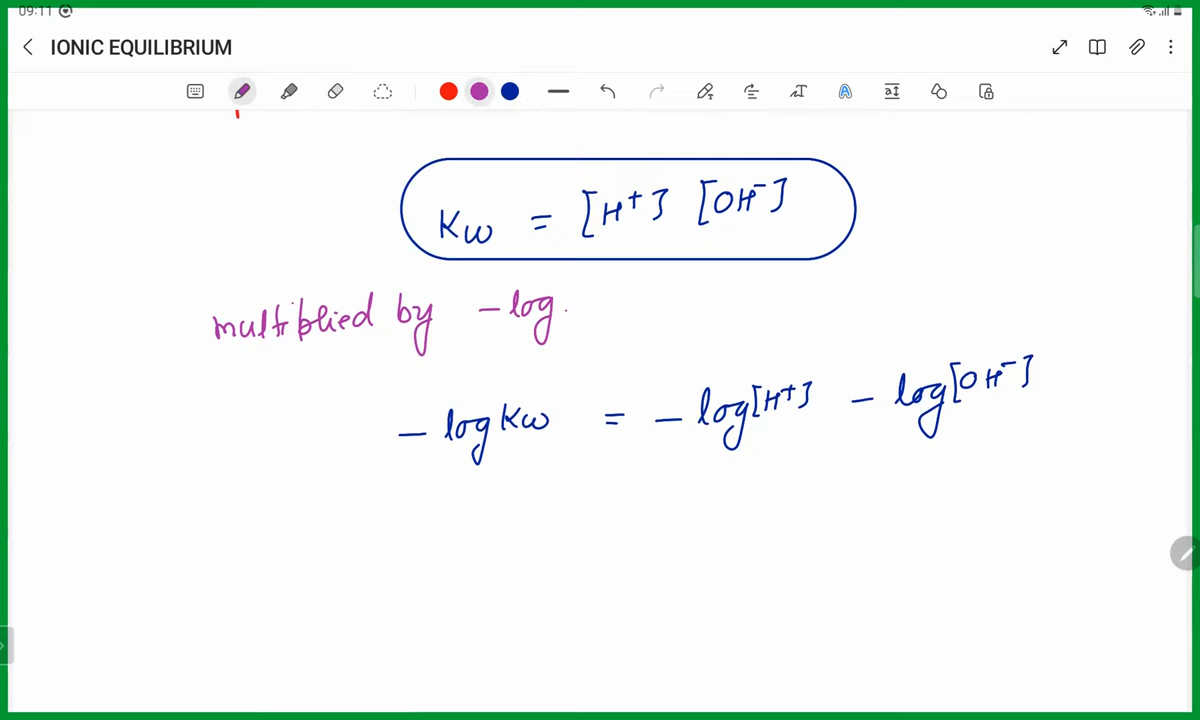 09:11
IONIC EQUILIBRIUM
Kw = [H+] [OH-]
multiplied by - log.
- log Kw = - log[H+] - log[OH-]